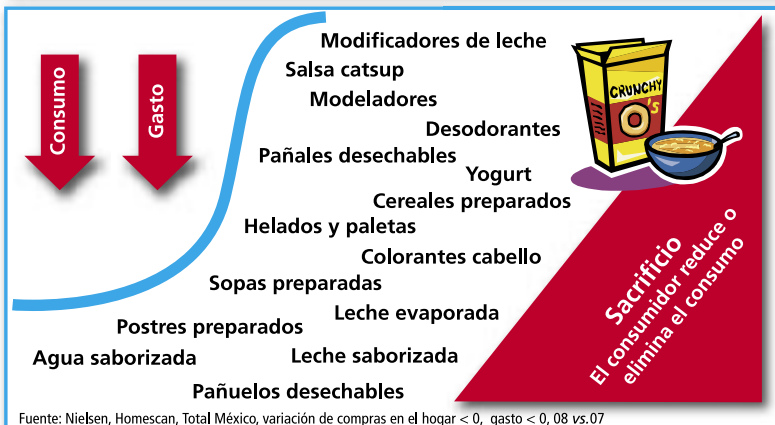 Consumo
Gasto
Modificadores de leche
Salsa catsup
Modeladores
Desodorantes
Pañales desechables
Yogurt
Cereales preparados
Helados y paletas
Colorantes cabello
Sopas preparadas
Leche evaporada
Postres preparados
Agua saborizada
Leche saborizada
Pañuelos desechables
CRUNCHY
O's
Sacrificio
El consumidor reduce o
elimina el consumo
Fuente: Nielsen, Homescan, Total México, variación de compras en el hogar < 0, gasto < 0, 08 vs.07